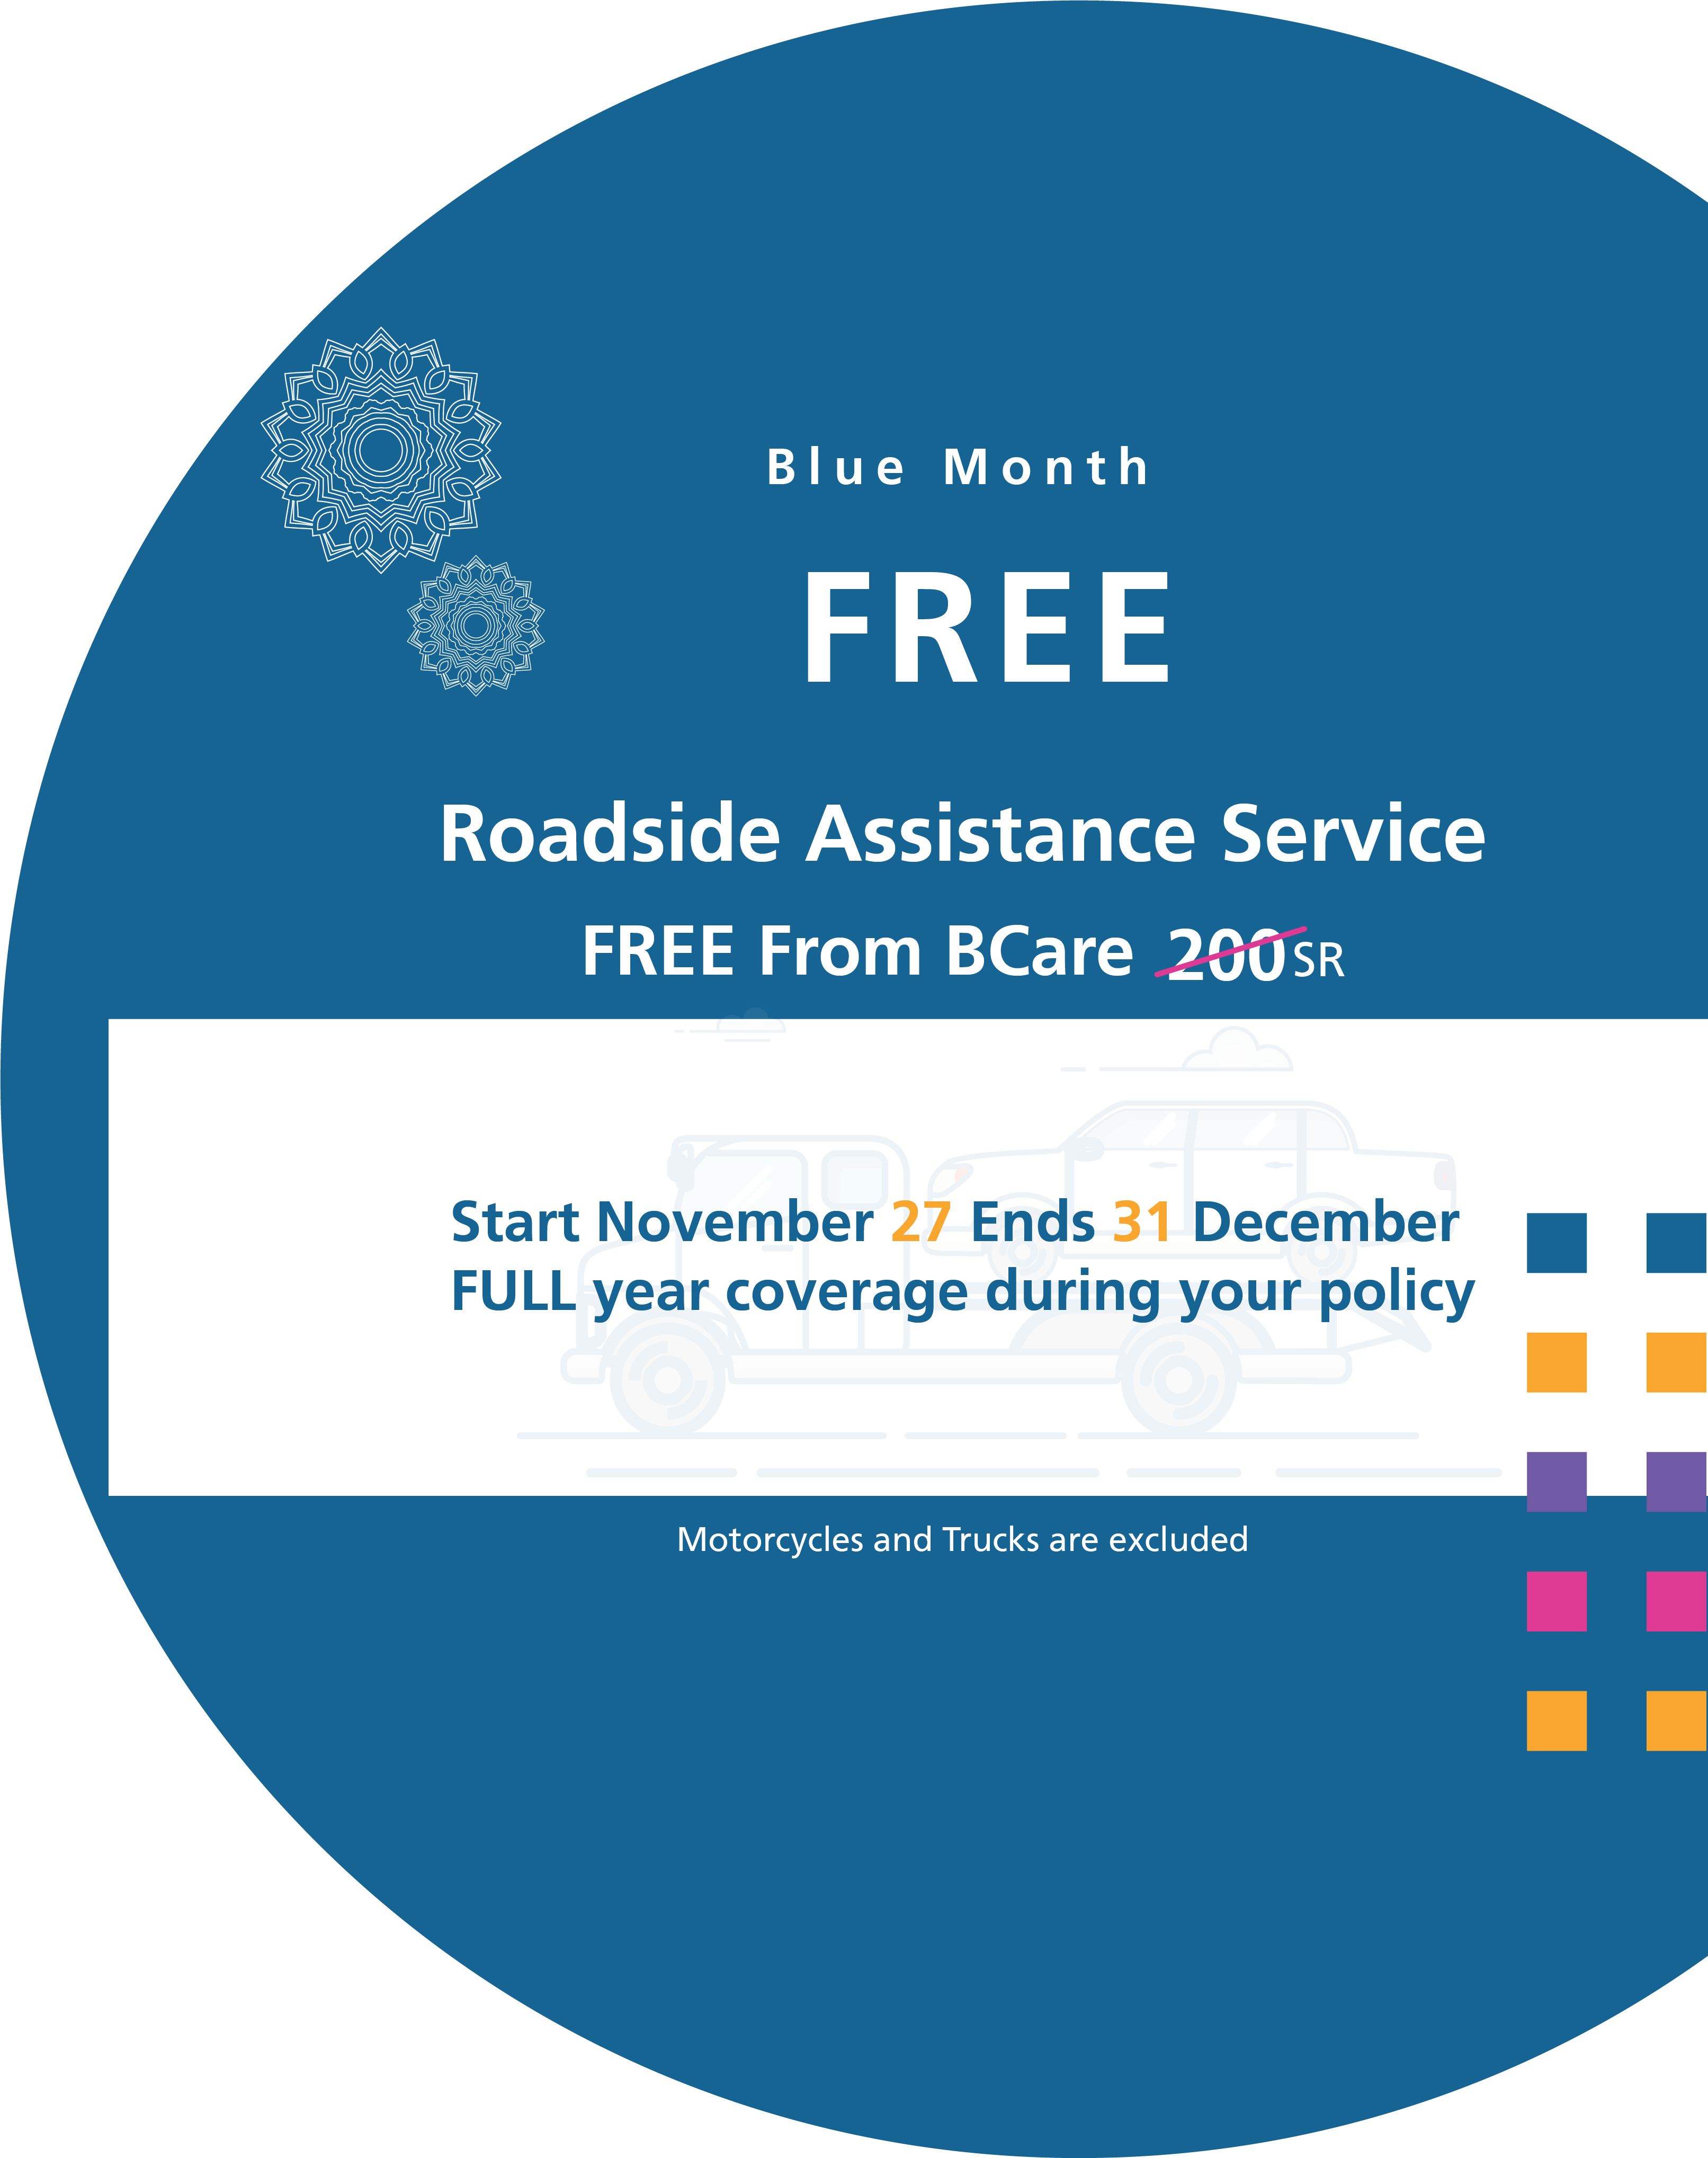 Blue Month
FREE
Roadside Assistance Service
FREE From BCare 200 SR
Start November 27 Ends 31 December
FULL year coverage during your policy
Motorcycles and Trucks are excluded